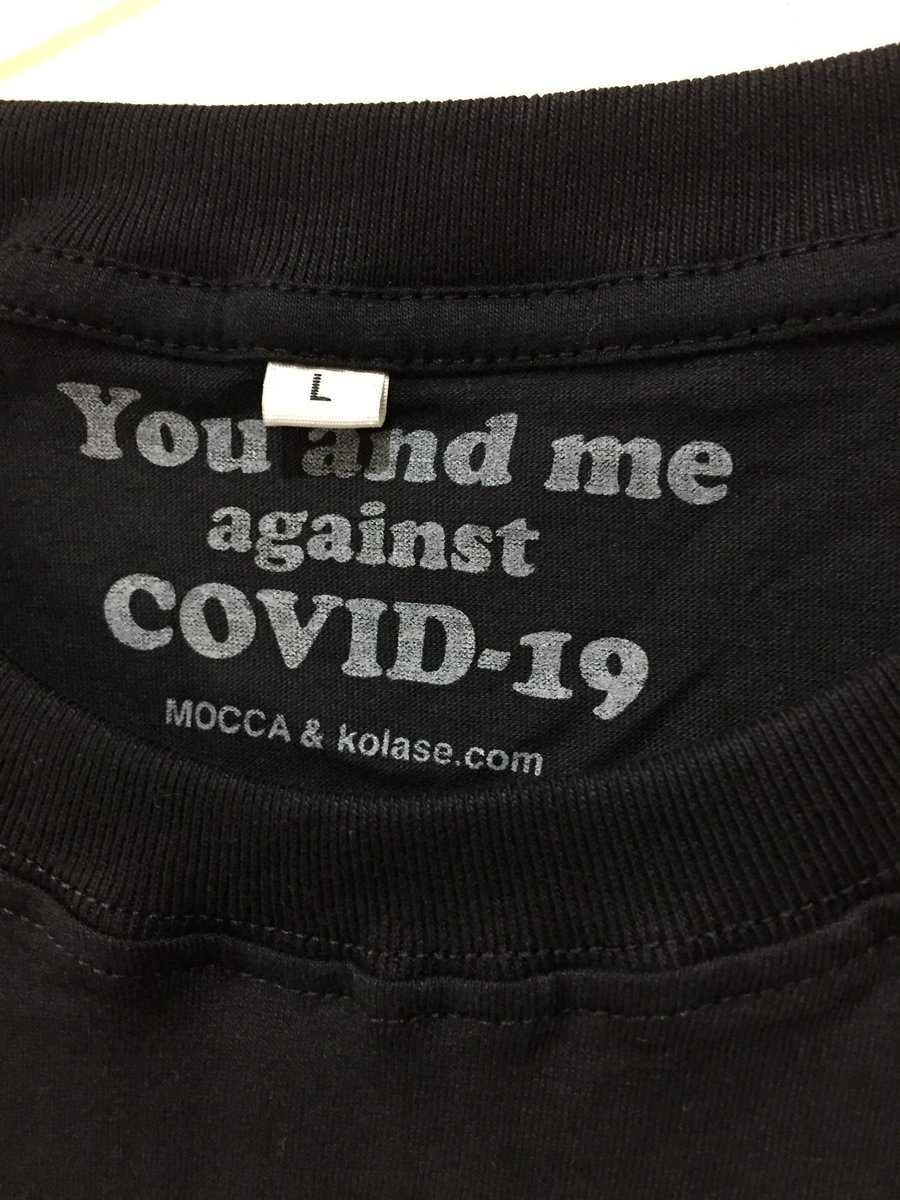 L
You and me
against
COVID-19
MOCCA & kolase.com